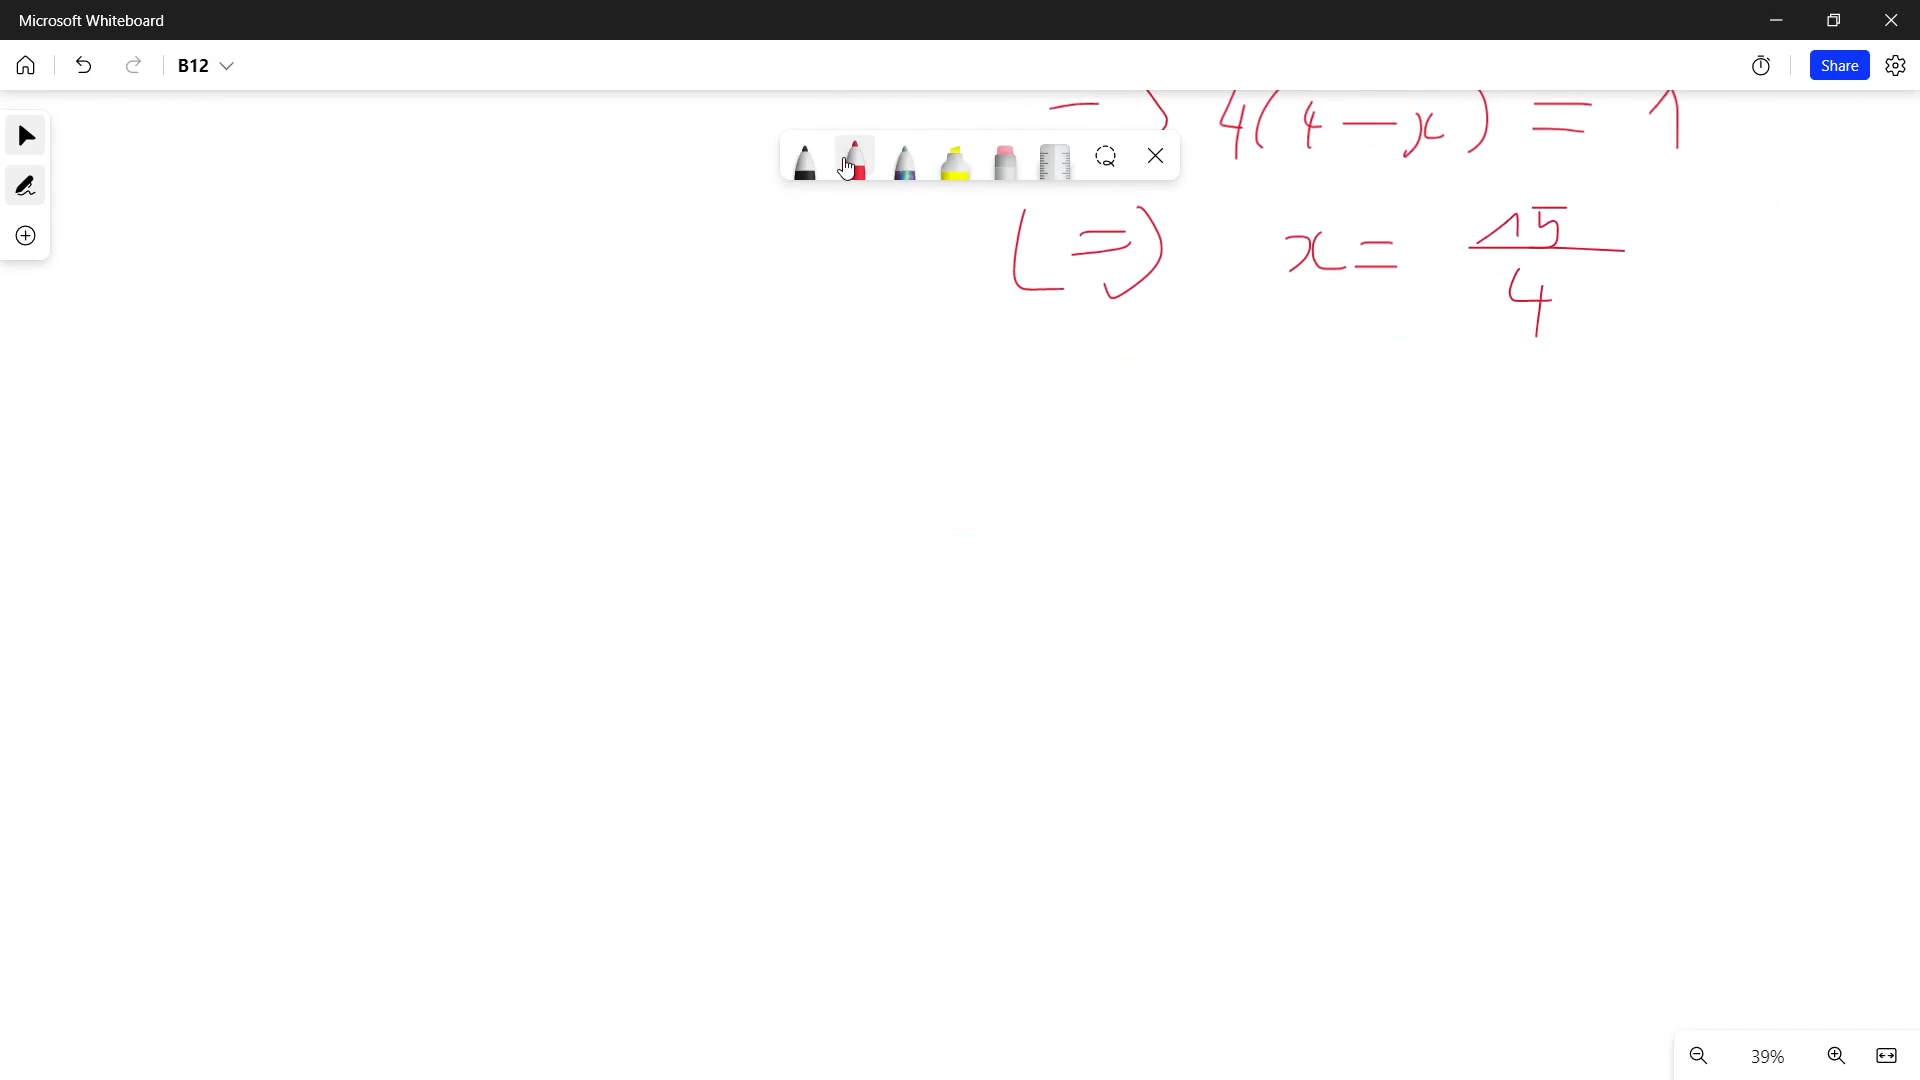 Microsoft Whiteboard
B12
Share
=> 4(4-x) = 1
(=) x = 15/4
39%